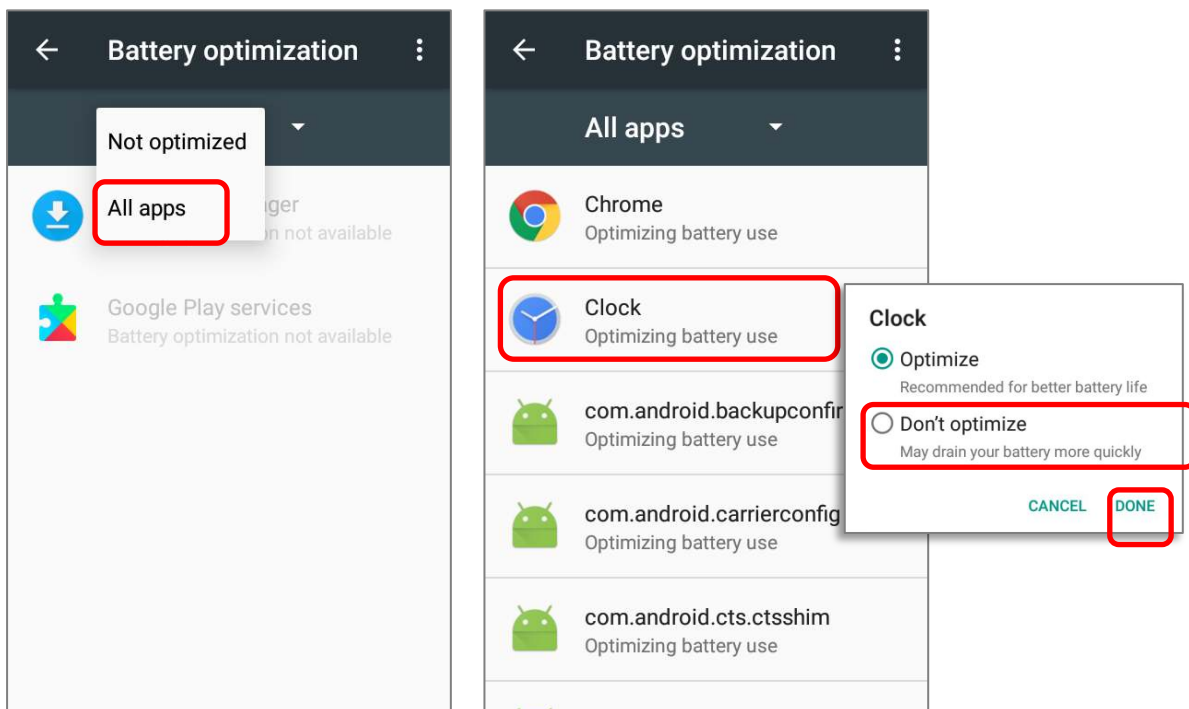 Battery optimization
Not optimized
All apps
ger
n not available
Google Play services
Battery optimization not available
Battery optimization
All apps
Chrome
Optimizing battery use
Clock
Optimizing battery use
com.android.backupconfir
Optimizing battery use
com.android.carrierconfig
Optimizing battery use
com.android.cts.ctsshim
Optimizing battery use
Clock
Optimize
Recommended for better battery life
Don't optimize
May drain your battery more quickly
CANCEL DONE